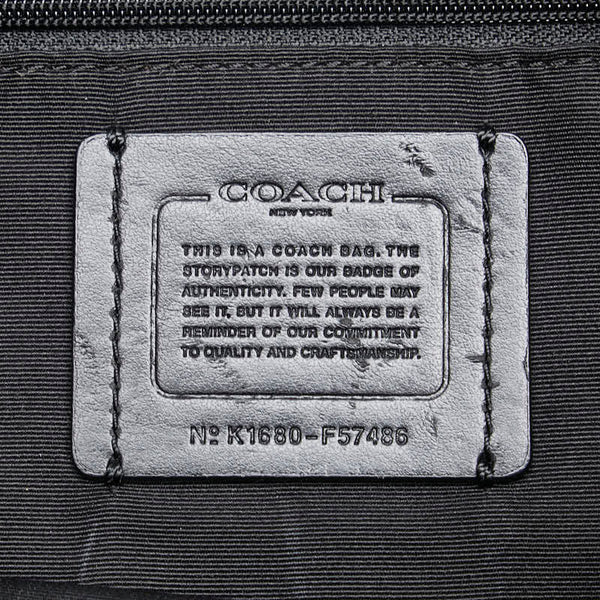 COACH
NEW YORK
THIS IS A COACH BAG. THE
STORYPATCH IS OUR BADGE OF
AUTHENTICITY. FEW PEOPLE MAY
SEE IT, BUT IT WILL ALWAYS BE A
REMINDER OF OUR COMMITMENT
TO QUALITY AND CRAFTSMANSHIP.
Nº K1680-F57486